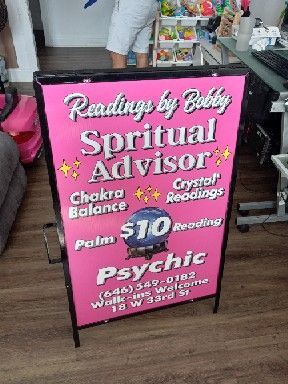 Readings by Bobby
Spritual
Advisor
Chakra
Balance
Crystal
Readings
Palm $10 Reading
Psychic
(646) 549-0182
Walk-ins Welcome
18 W 33rd St